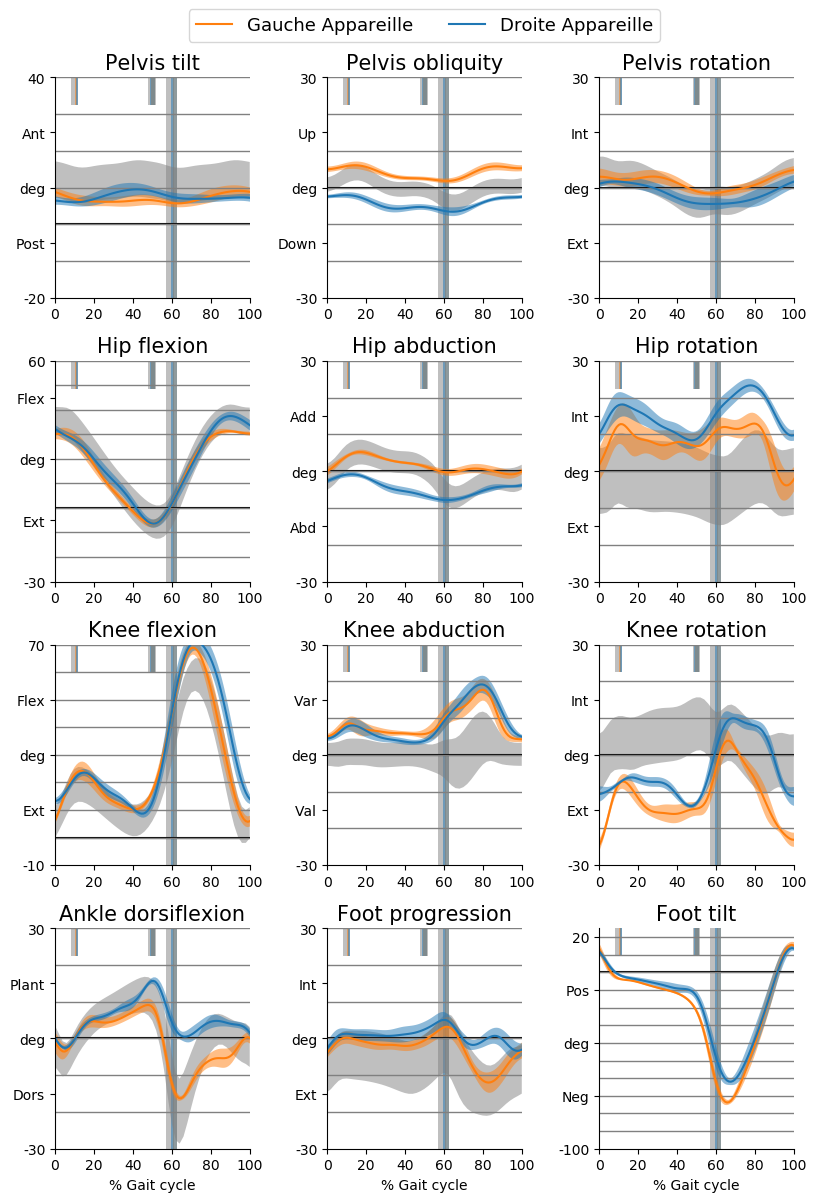 Gauche Appareille Droite Appareille
Pelvis tilt Pelvis obliquity Pelvis rotation
40 30 30
Ant Up Int
deg deg deg
Post Down Ext
-20 -30 -30
0 20 40 60 80 100 0 20 40 60 80 100 0 20 40 60 80 100
Hip flexion Hip abduction Hip rotation
60 30 30
Flex Add Int
deg deg deg
Ext Abd Ext
-30 -30 -30
0 20 40 60 80 100 0 20 40 60 80 100 0 20 40 60 80 100
Knee flexion Knee abduction Knee rotation
70 30 30
Flex Var Int
deg deg deg
Ext Val Ext
-10 -30 -30
0 20 40 60 80 100 0 20 40 60 80 100 0 20 40 60 80 100
Ankle dorsiflexion Foot progression Foot tilt
30 30 20
Plant Int Pos
deg deg deg
Dors Ext Neg
-30 -30 -100
0 20 40 60 80 100 0 20 40 60 80 100 0 20 40 60 80 100
% Gait cycle % Gait cycle % Gait cycle